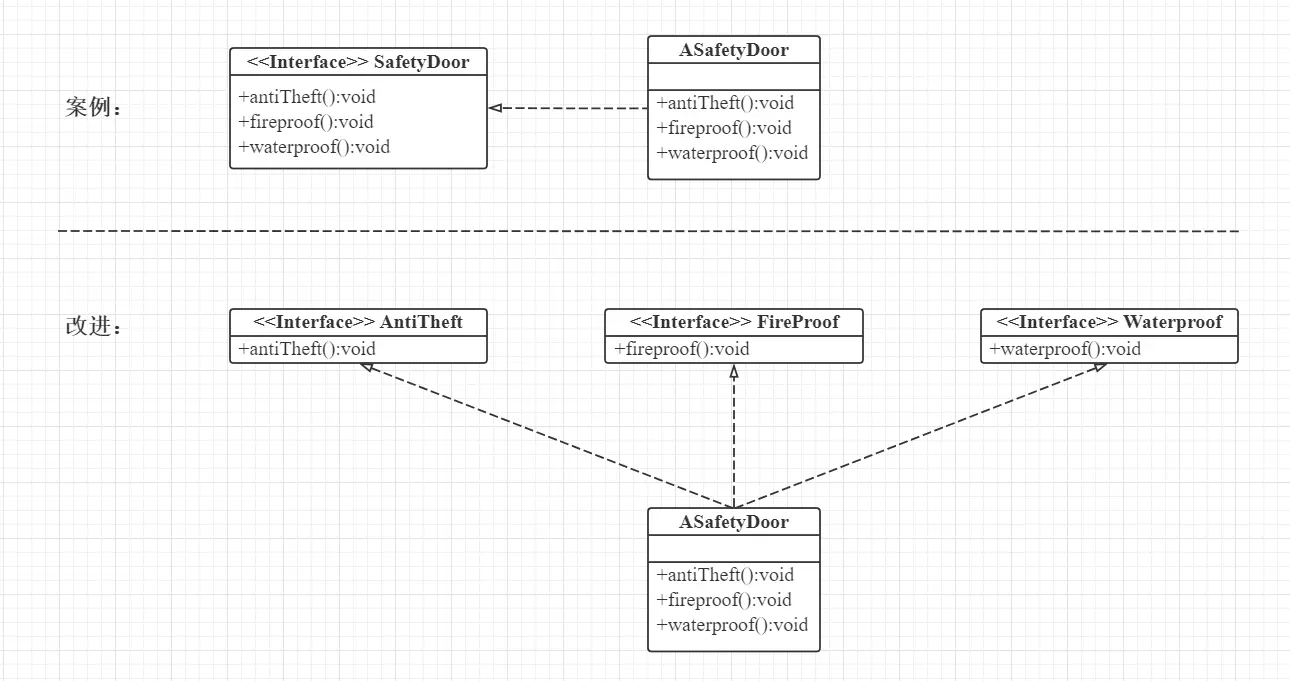 案例：
<<Interface>> SafetyDoor
+antiTheft():void
+fireproof():void
+waterproof():void
ASafetyDoor
+antiTheft():void
+fireproof():void
+waterproof():void
改进：
<<Interface>> AntiTheft
+antiTheft():void
<<Interface>> FireProof
+fireproof():void
<<Interface>> Waterproof
+waterproof():void
ASafetyDoor
+antiTheft():void
+fireproof():void
+waterproof():void